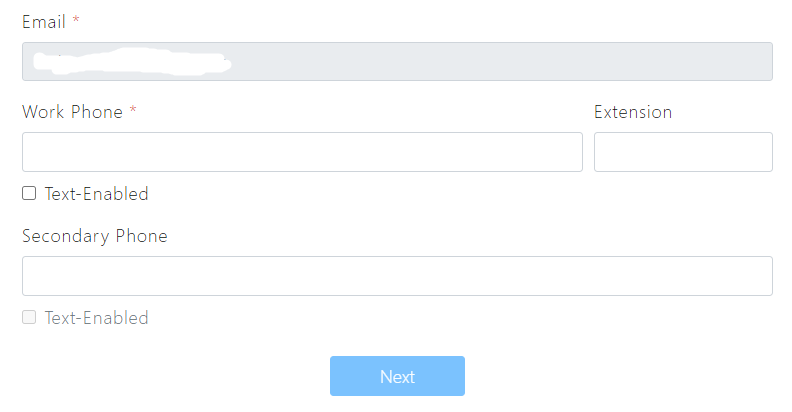 Email *
Work Phone * Extension
Text-Enabled
Secondary Phone
Text-Enabled
Next